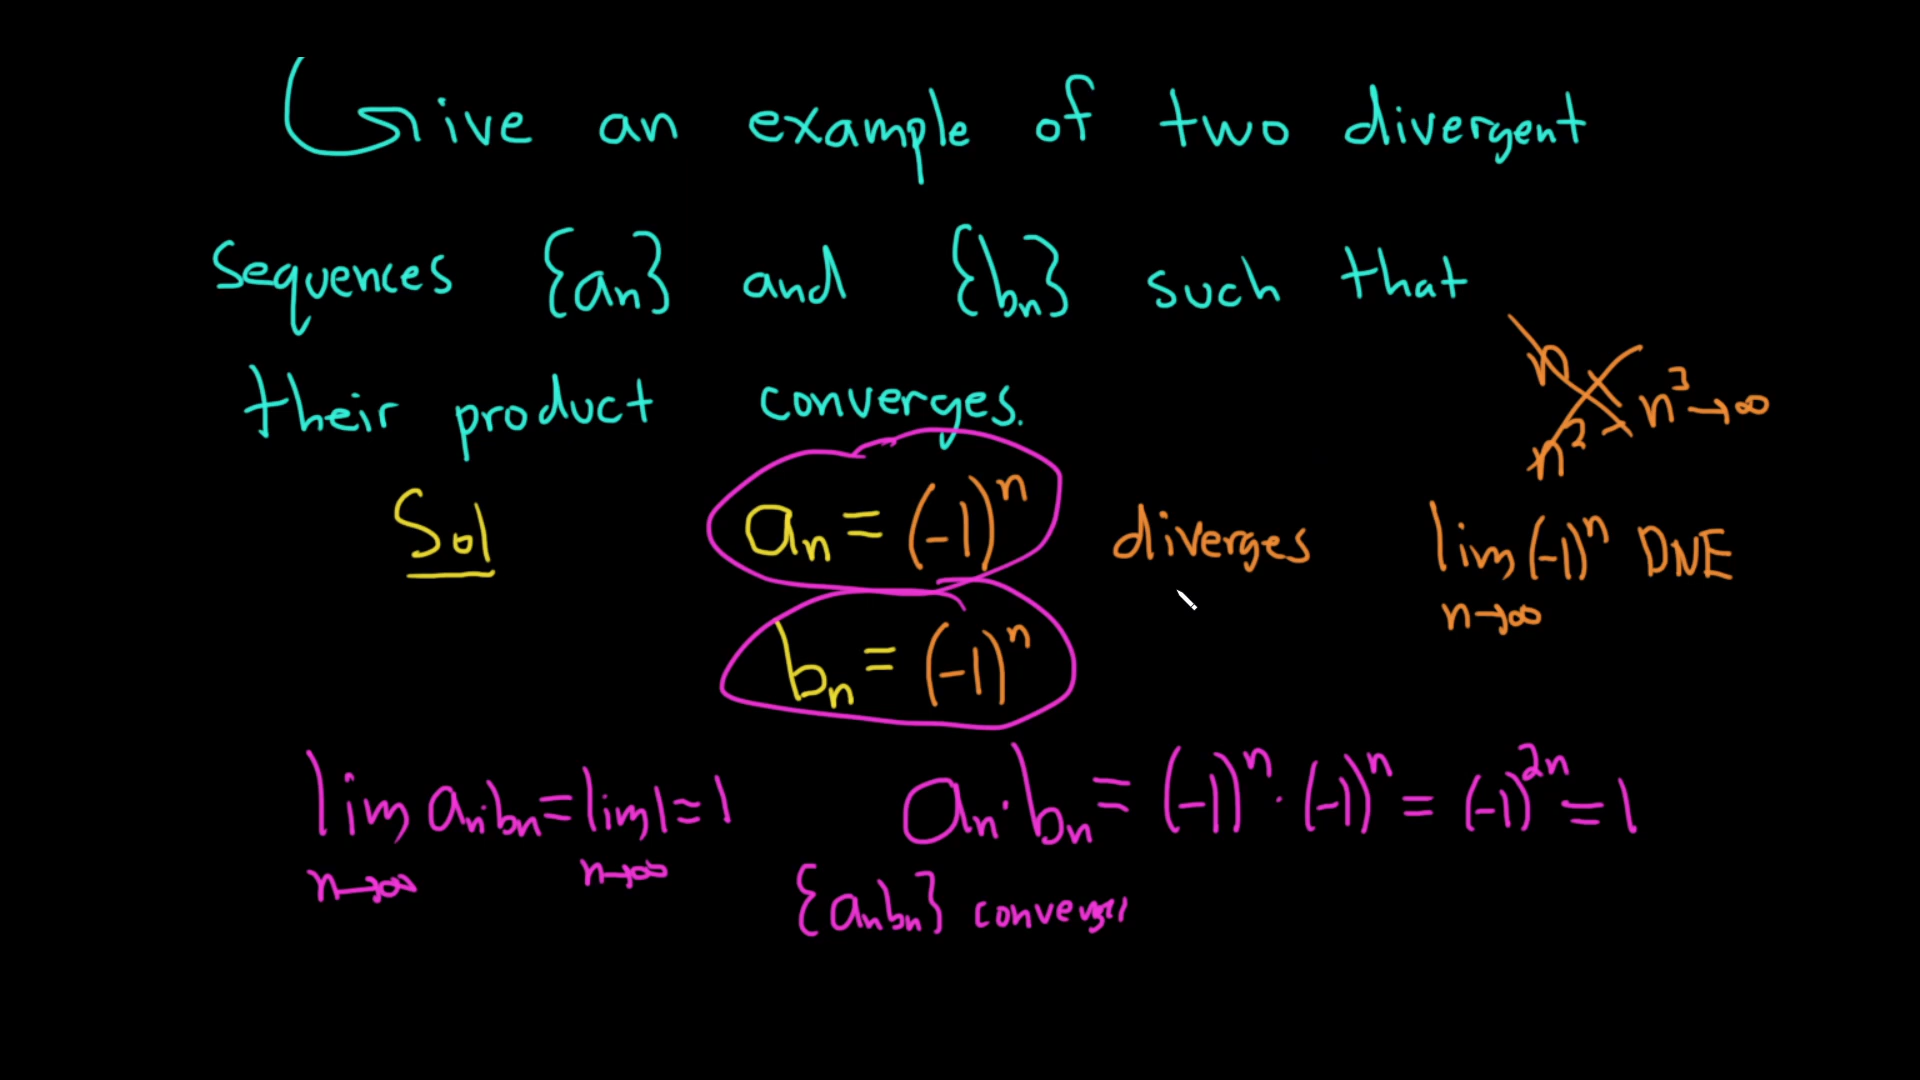 Give an example of two divergent
sequences {aₙ} and {bₙ} such that
their product converges.
n
n² n³ → ∞
Sol
aₙ = (-1)ⁿ diverges lim (-1)ⁿ DNE
n→∞
bₙ = (-1)ⁿ
lim aₙ·bₙ = lim 1 = 1
n→∞ n→∞
aₙ·bₙ = (-1)ⁿ · (-1)ⁿ = (-1)²ⁿ = 1
{aₙbₙ} converges